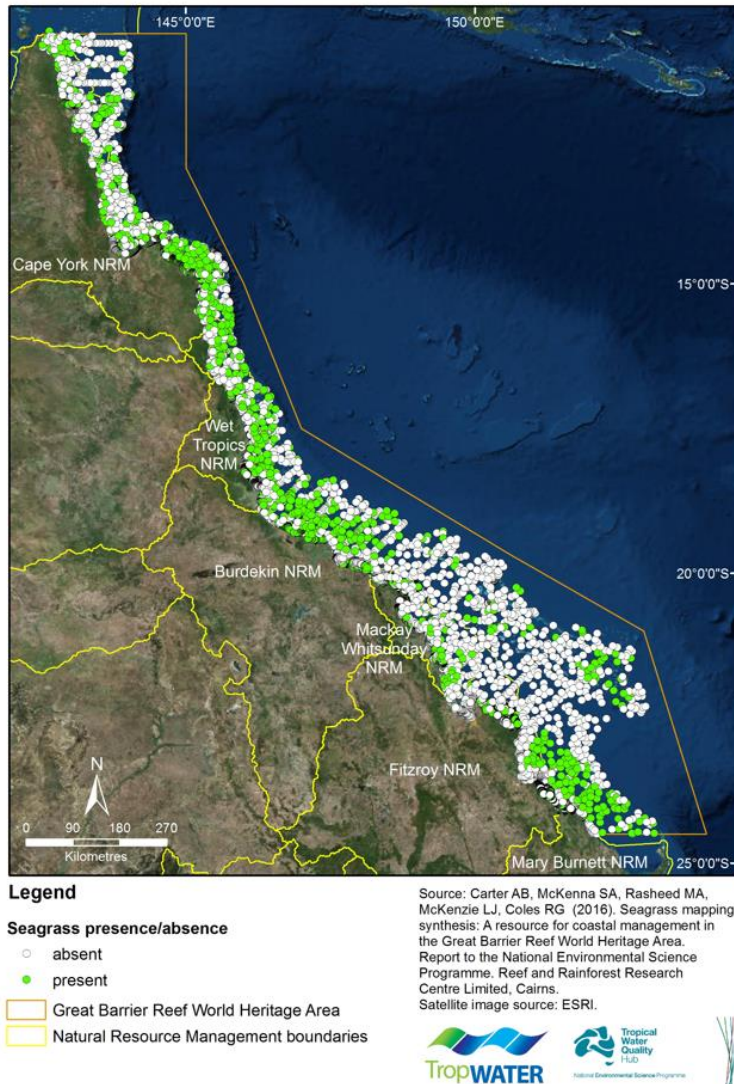 145°0'0"E
150°0'0"E
Cape York NRM
15°0'0"S
Wet
Tropics
NRM
Burdekin NRM
20°0'0"S
Mackay
Whitsunday
NRM
N
Fitzroy NRM
0 90 180 270
Kilometres
Mary Burnett NRM
25°0'0"S
Legend
Seagrass presence/absence
absent
present
Great Barrier Reef World Heritage Area
Natural Resource Management boundaries
Source: Carter AB, McKenna SA, Rasheed MA,
McKenzie LJ, Coles RG (2016). Seagrass mapping
synthesis: A resource for coastal management in
the Great Barrier Reef World Heritage Area.
Report to the National Environmental Science
Programme. Reef and Rainforest Research
Centre Limited, Cairns.
Satellite image source: ESRI.
TropWATER
Tropical
Water
Quality
Hub
National Environmental Science Programme